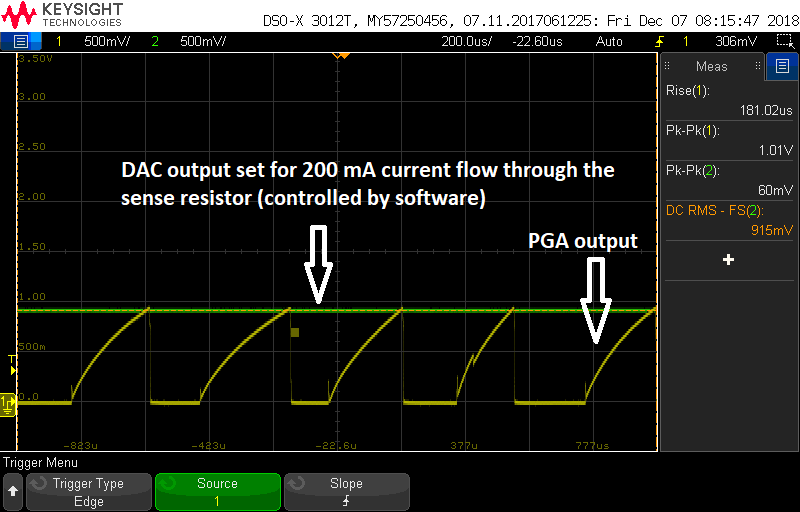 KEYSIGHT
TECHNOLOGIES
DSO-X 3012T, MY57250456, 07.11.2017061225: Fri Dec 07 08:15:47 2018
1 500mV/ 2 500mV/ 200.0us/ -22.60us Auto 1 306mV
3.50V
3.00
2.50
2.00
1.50
1.00
500m
0.0
T
1
-823u -423u -22.6u 377u 777us
DAC output set for 200 mA current flow through the
sense resistor (controlled by software)
PGA output
Meas
Rise(1):
181.02us
Pk-Pk(1):
1.01V
Pk-Pk(2):
60mV
DC RMS - FS(2):
915mV
+
Trigger Menu
Trigger Type
Edge
Source
1
Slope